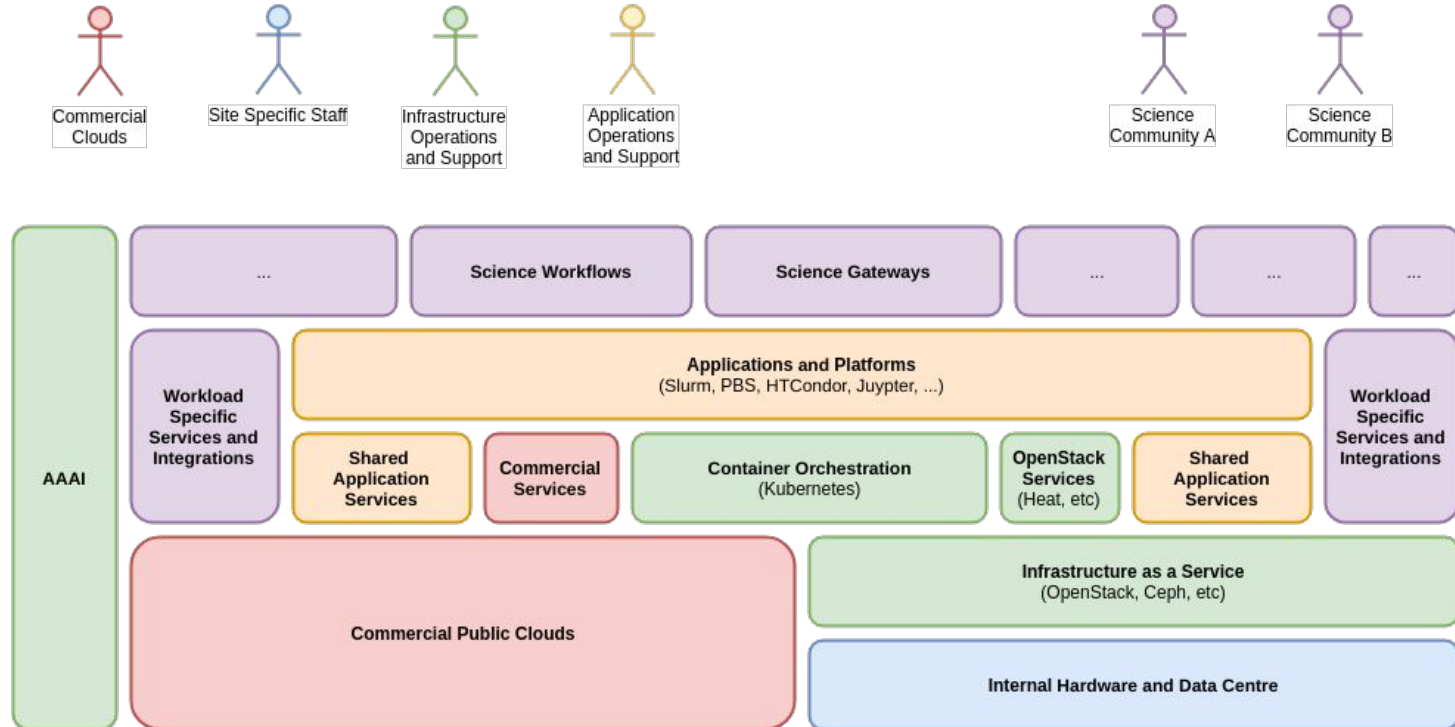 Commercial
Clouds
Site Specific Staff
Infrastructure
Operations
and Support
Application
Operations
and Support
Science
Community A
Science
Community B
...
Science Workflows
Science Gateways
...
...
...
AAAI
Workload
Specific
Services and
Integrations
Applications and Platforms
(Slurm, PBS, HTCondor, Juypter, ...)
Workload
Specific
Services and
Integrations
Shared
Application
Services
Commercial
Services
Container Orchestration
(Kubernetes)
OpenStack
Services
(Heat, etc)
Shared
Application
Services
Commercial Public Clouds
Infrastructure as a Service
(OpenStack, Ceph, etc)
Internal Hardware and Data Centre